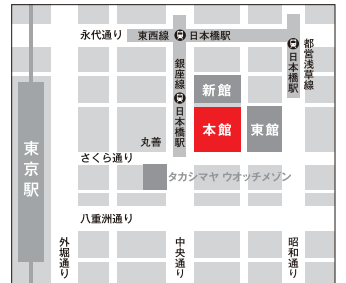 永代通り
東西線
日本橋駅
都営浅草線
日本橋駅
銀座線
日本橋駅
新館
本館
東館
丸善
東京駅
さくら通り
タカシマヤ ウオッチメゾン
八重洲通り
外堀通り
中央通り
昭和通り